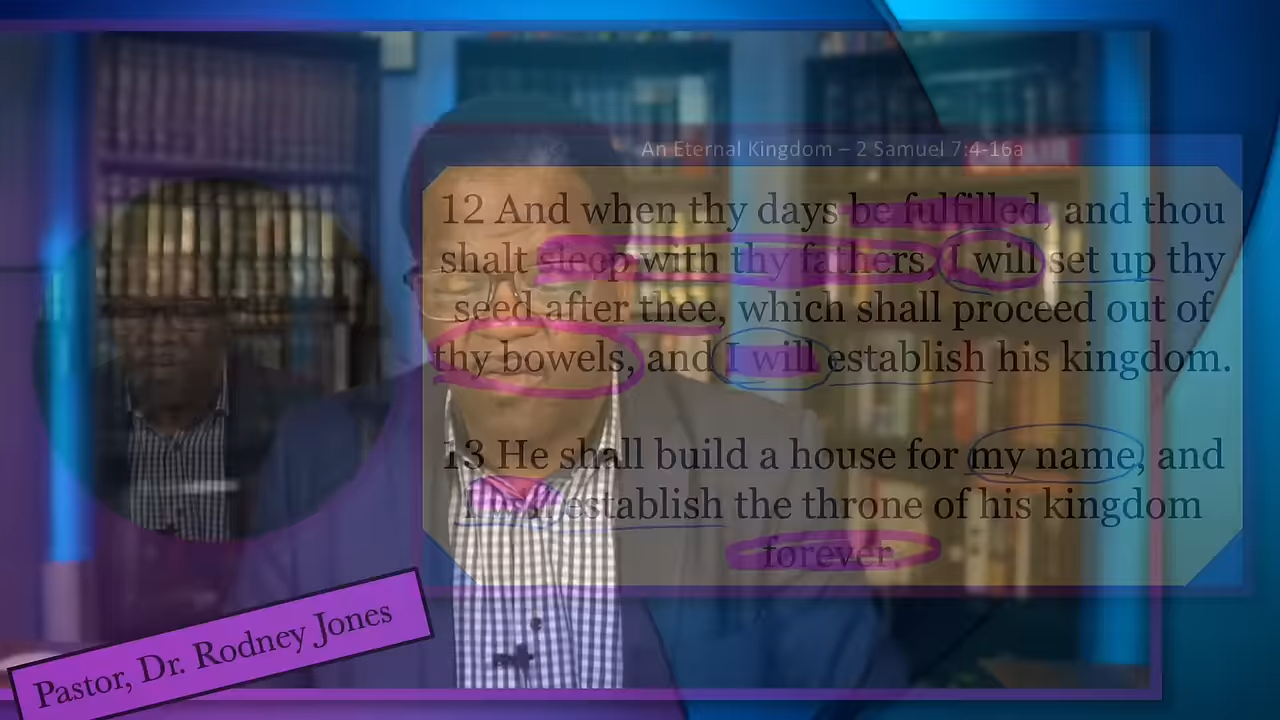 An Eternal Kingdom – 2 Samuel 7:4-16a
12 And when thy days be fulfilled, and thou
shalt sleep with thy fathers, I will set up thy
seed after thee, which shall proceed out of
thy bowels, and I will establish his kingdom.
13 He shall build a house for my name, and
I will establish the throne of his kingdom
forever.
Pastor, Dr. Rodney Jones